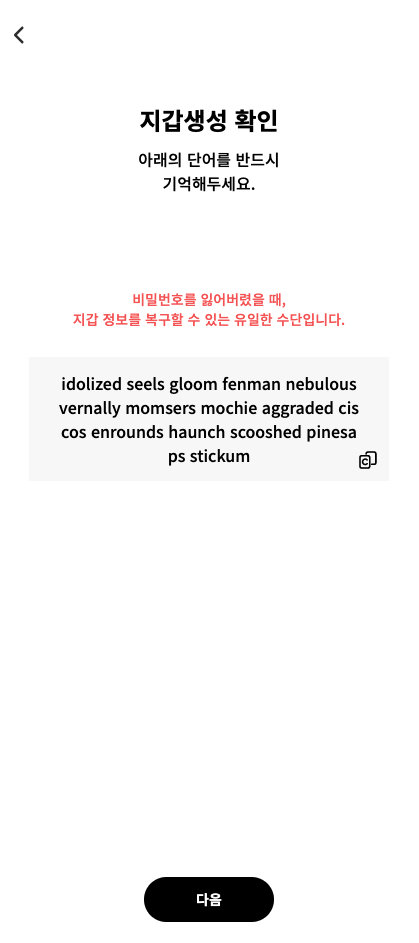 지갑생성 확인
아래의 단어를 반드시
기억해두세요.
비밀번호를 잃어버렸을 때,
지갑 정보를 복구할 수 있는 유일한 수단입니다.
idolized seels gloom fenman nebulous
vernally momsers mochie aggraded cis
cos enrounds haunch scooshed pinesa
ps stickum
다음